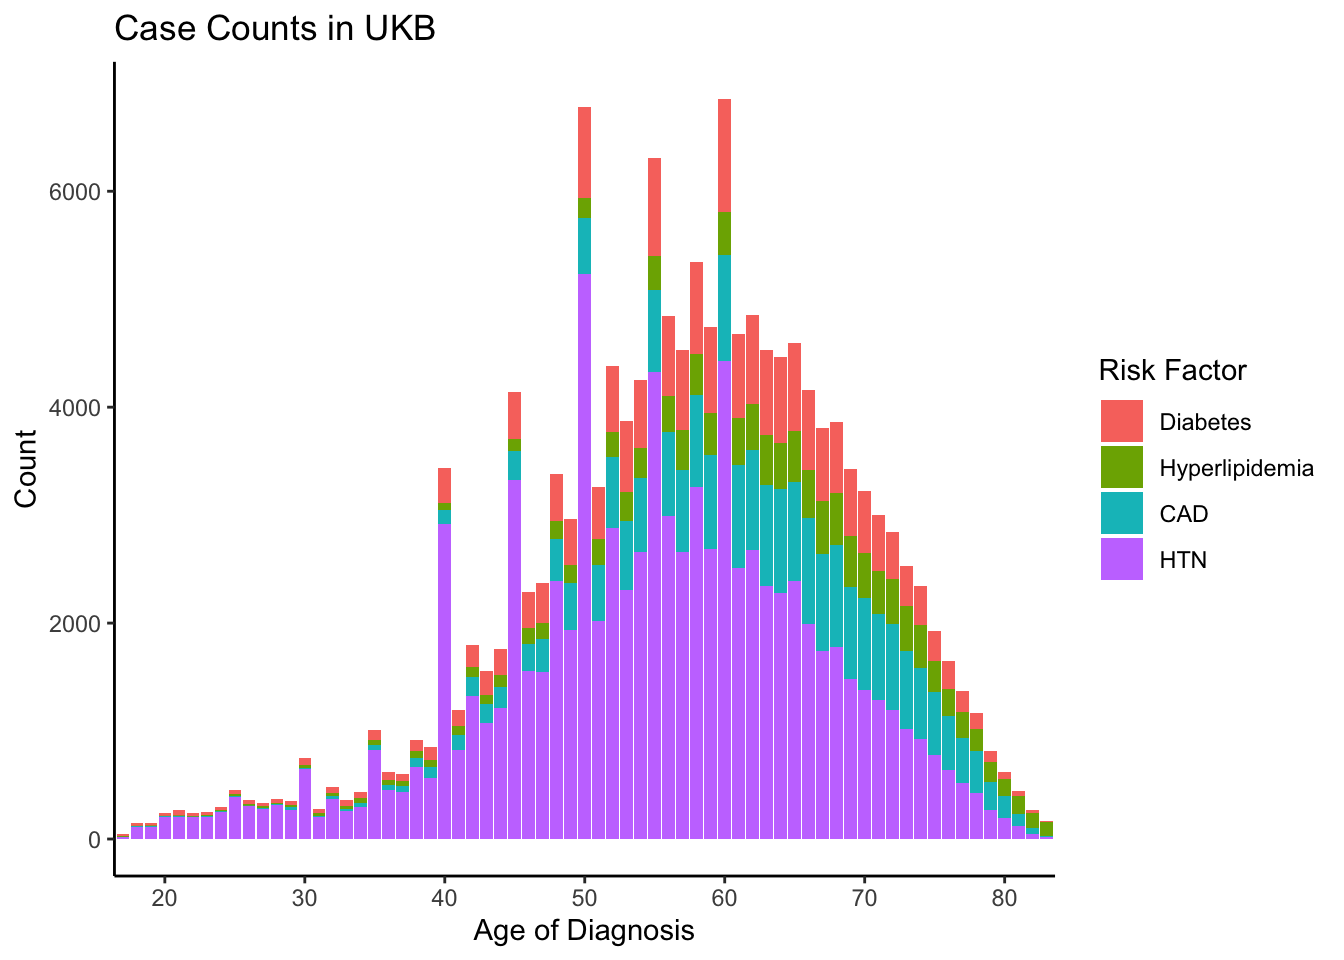 Case Counts in UKB
6000
4000
2000
0
Count
20 30 40 50 60 70 80
Age of Diagnosis
Risk Factor
Diabetes
Hyperlipidemia
CAD
HTN